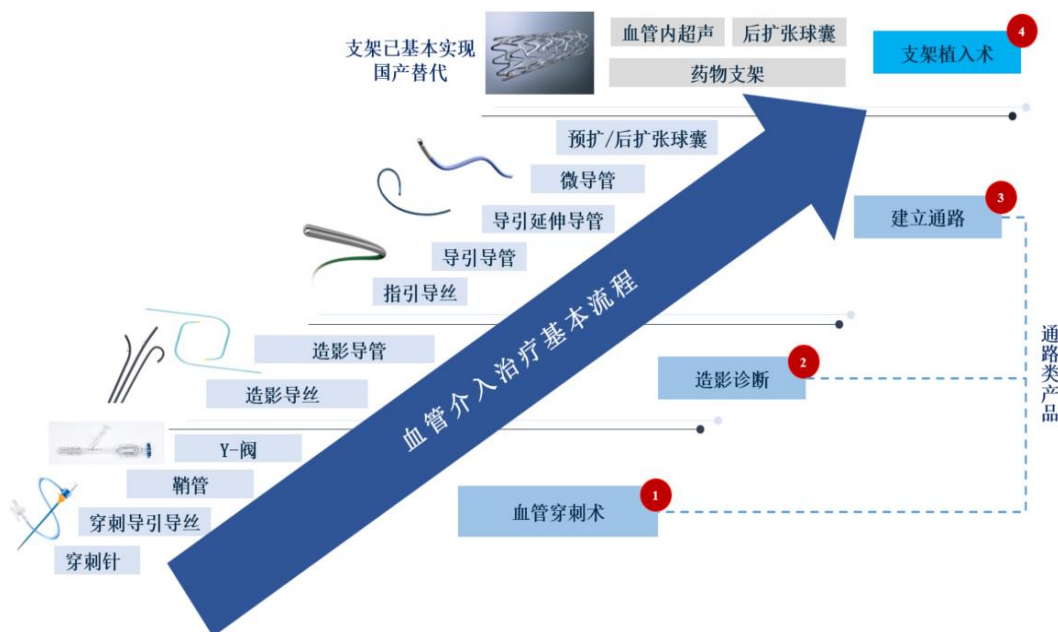 支架已基本实现
国产替代
血管内超声
后扩张球囊
药物支架
支架植入术
4
预扩/后扩张球囊
微导管
导引延伸导管
导引导管
指引导丝
建立通路
3
造影导管
造影导丝
造影诊断
2
Y-阀
鞘管
穿刺导引导丝
穿刺针
血管穿刺术
1
血管介入治疗基本流程
通路类产品